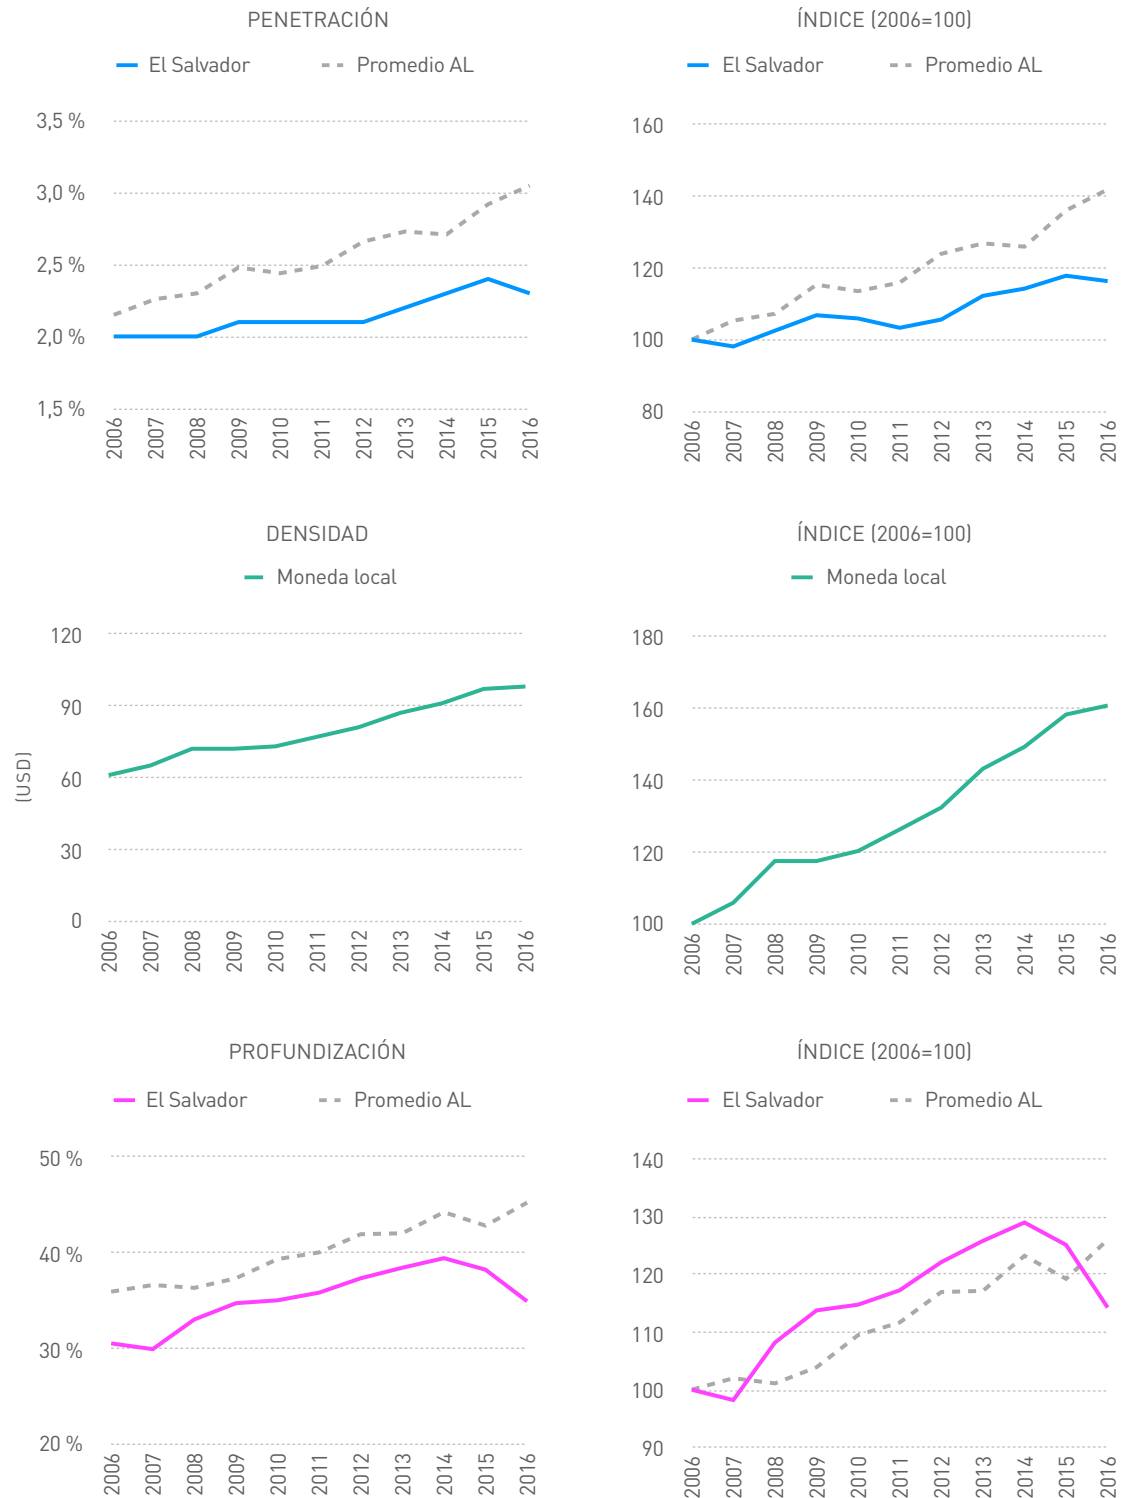 PENETRACIÓN
El Salvador Promedio AL
3,5 %
3,0 %
2,5 %
2,0 %
1,5 %
2006 2007 2008 2009 2010 2011 2012 2013 2014 2015 2016
ÍNDICE (2006=100)
El Salvador Promedio AL
160
140
120
100
80
2006 2007 2008 2009 2010 2011 2012 2013 2014 2015 2016
DENSIDAD
Moneda local
(USD)
120
90
60
30
0
2006 2007 2008 2009 2010 2011 2012 2013 2014 2015 2016
ÍNDICE (2006=100)
Moneda local
180
160
140
120
100
2006 2007 2008 2009 2010 2011 2012 2013 2014 2015 2016
PROFUNDIZACIÓN
El Salvador Promedio AL
50 %
40 %
30 %
20 %
2006 2007 2008 2009 2010 2011 2012 2013 2014 2015 2016
ÍNDICE (2006=100)
El Salvador Promedio AL
140
130
120
110
100
90
2006 2007 2008 2009 2010 2011 2012 2013 2014 2015 2016